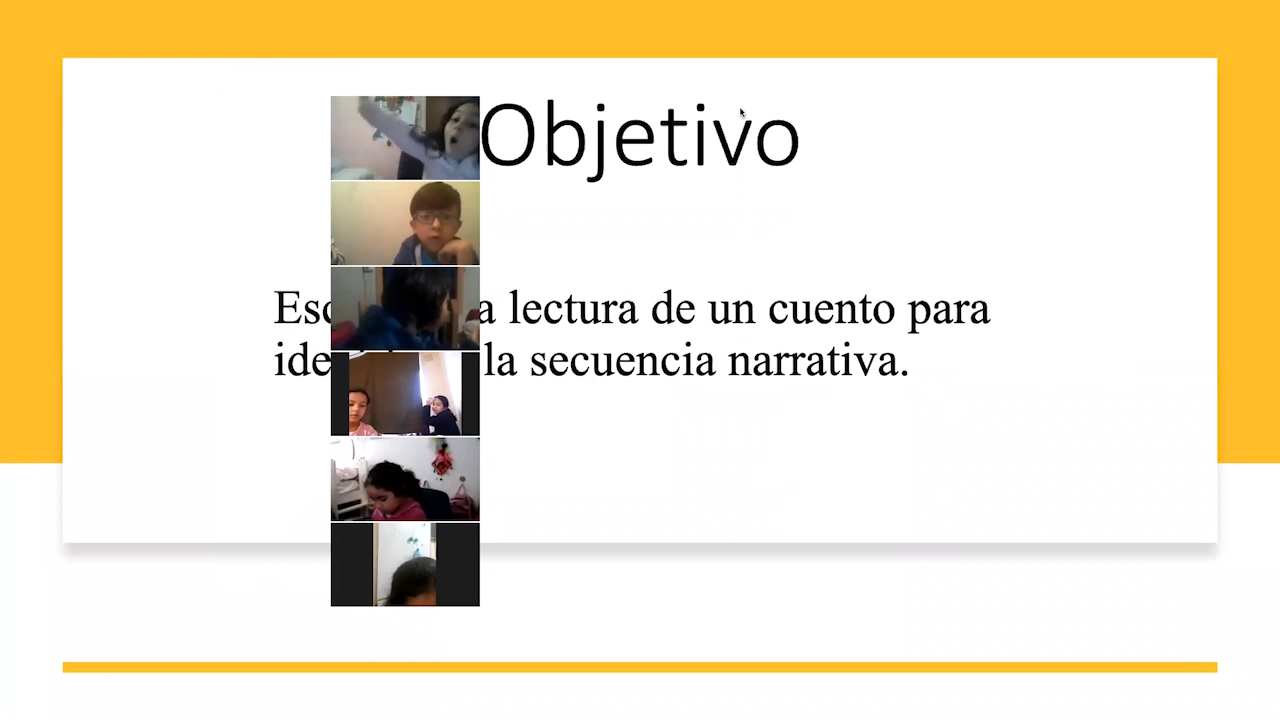 Objetivo
a lectura de un cuento para
la secuencia narrativa.